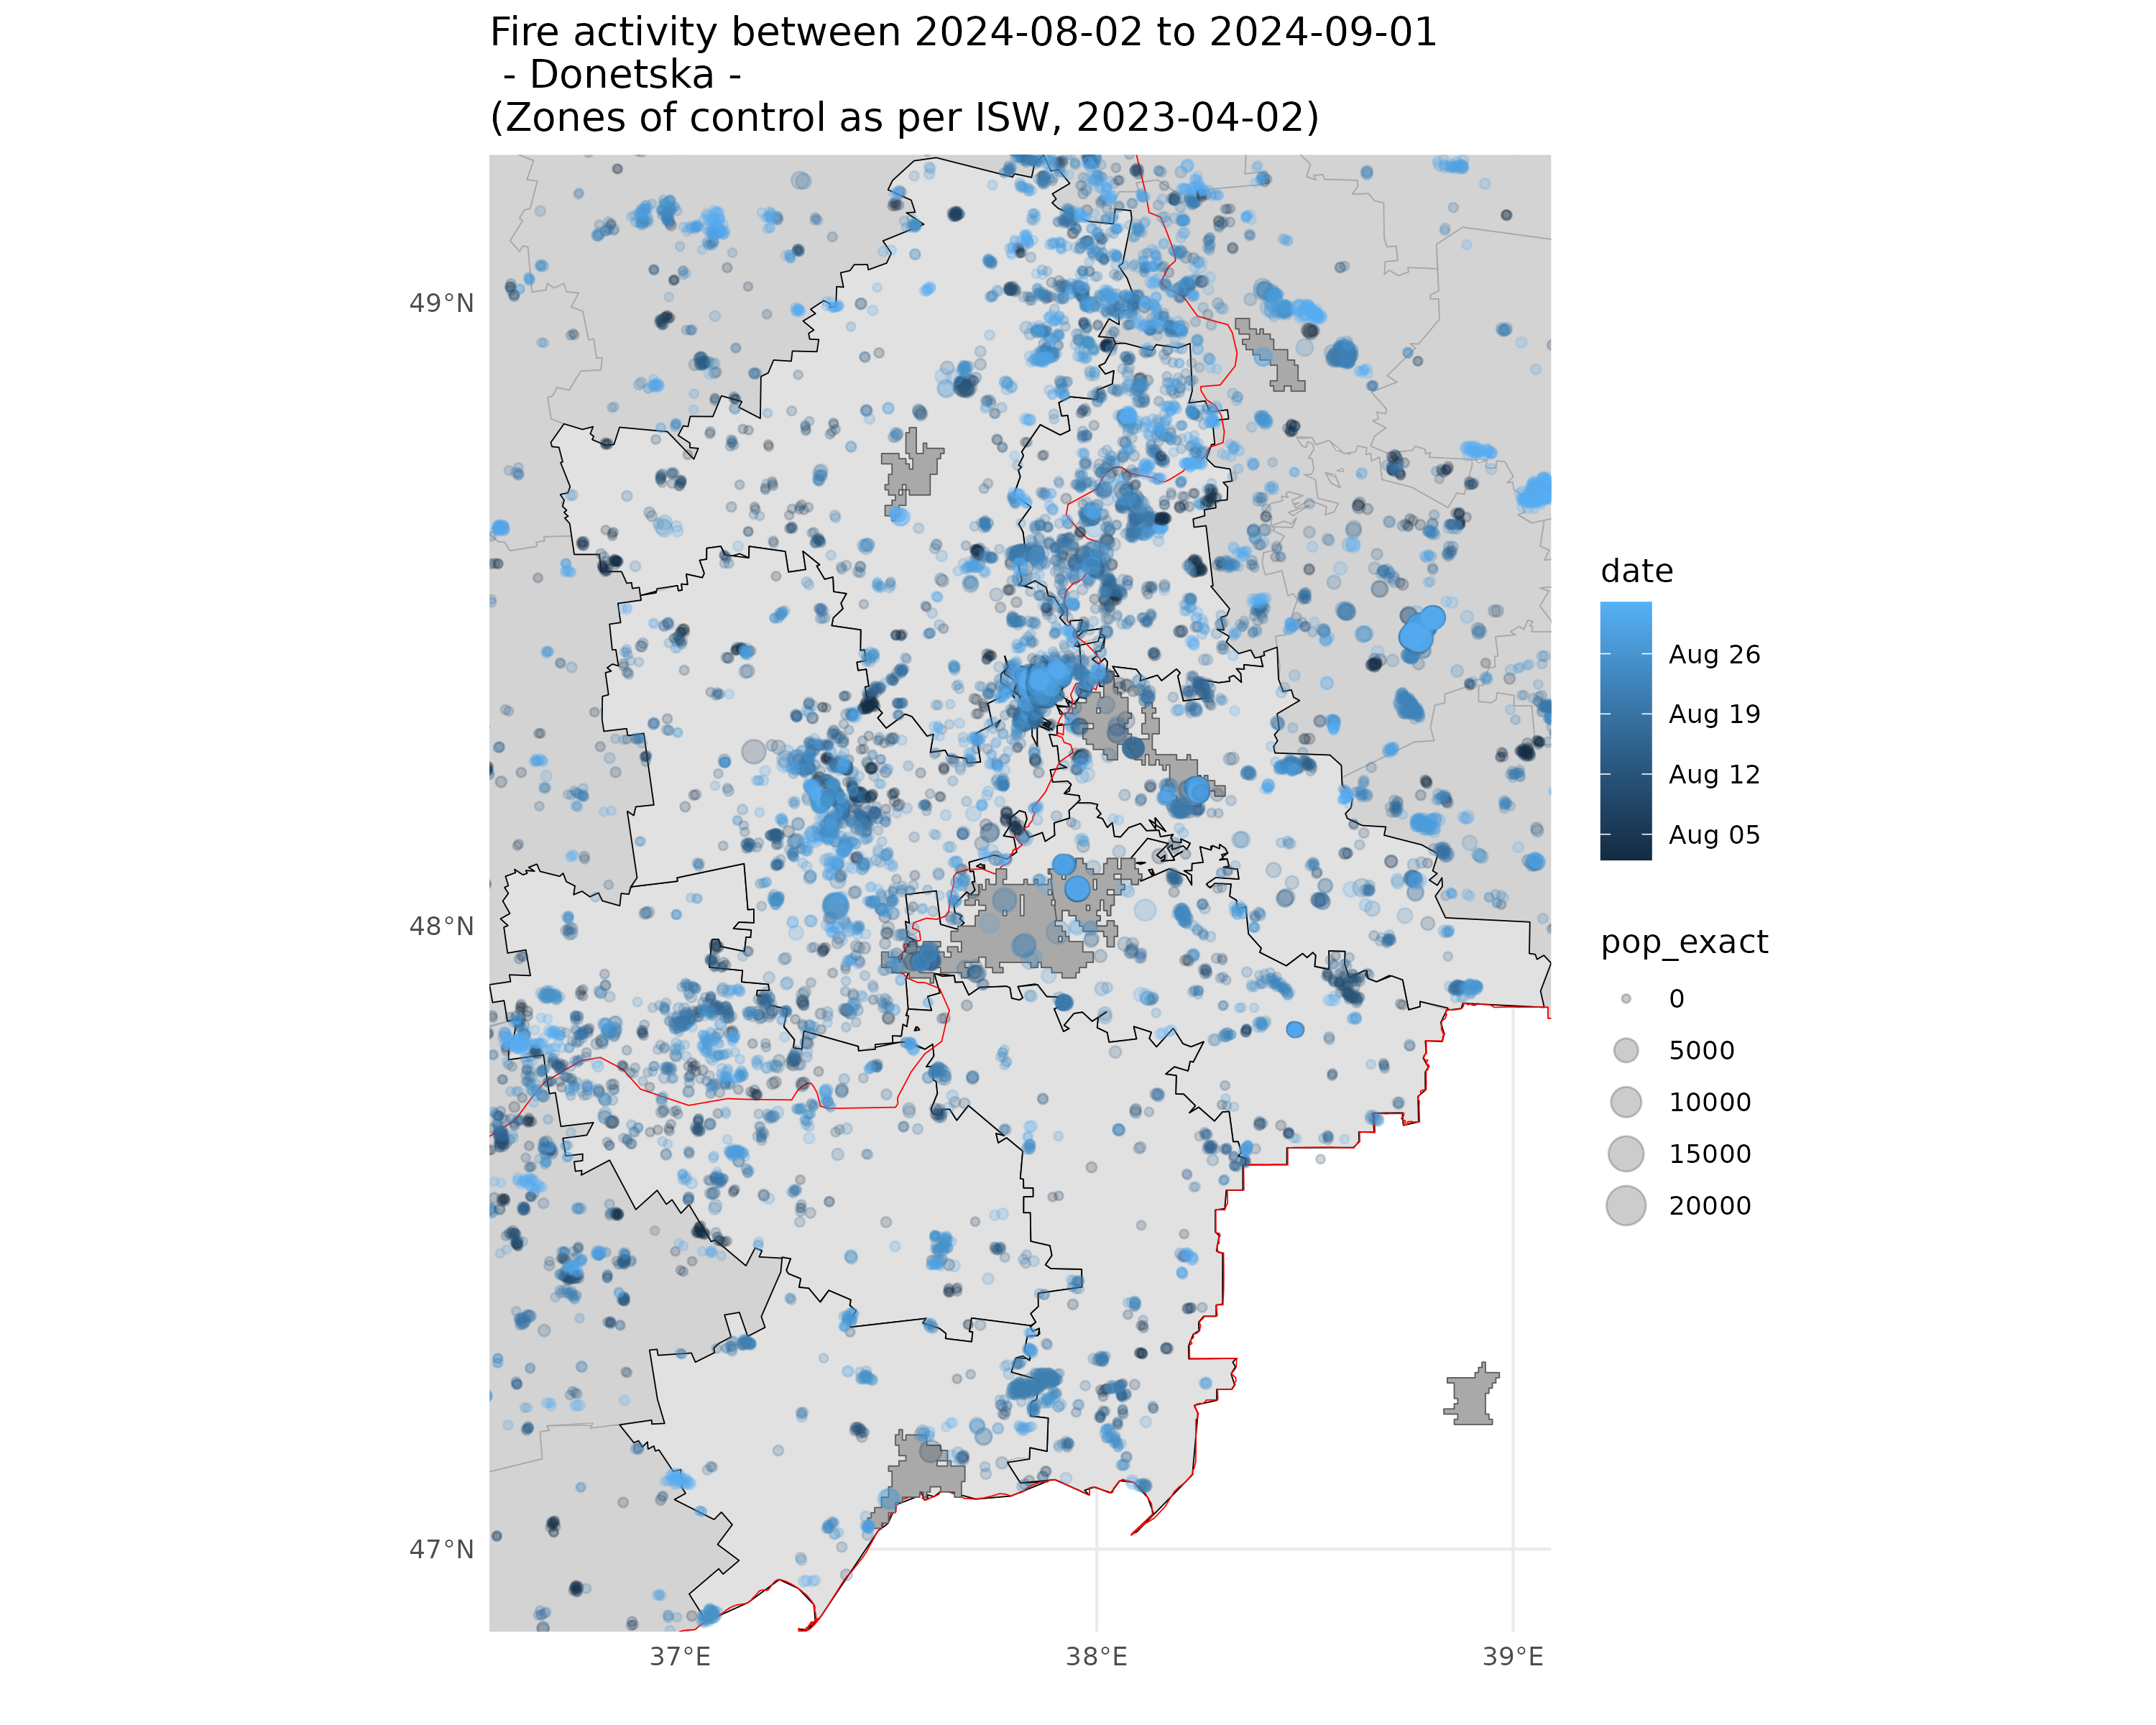 Fire activity between 2024-08-02 to 2024-09-01
- Donetska -
(Zones of control as per ISW, 2023-04-02)
49°N
48°N
47°N
37°E
38°E
39°E
date
Aug 26
Aug 19
Aug 12
Aug 05
pop_exact
0
5000
10000
15000
20000